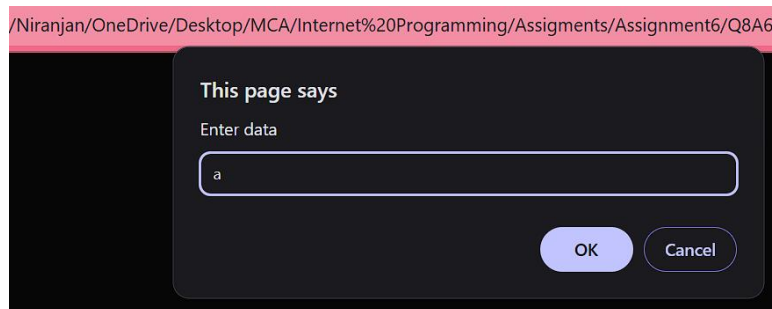 /Niranjan/OneDrive/Desktop/MCA/Internet%20Programming/Assigments/Assignment6/Q8A6
This page says
Enter data
a
OK Cancel